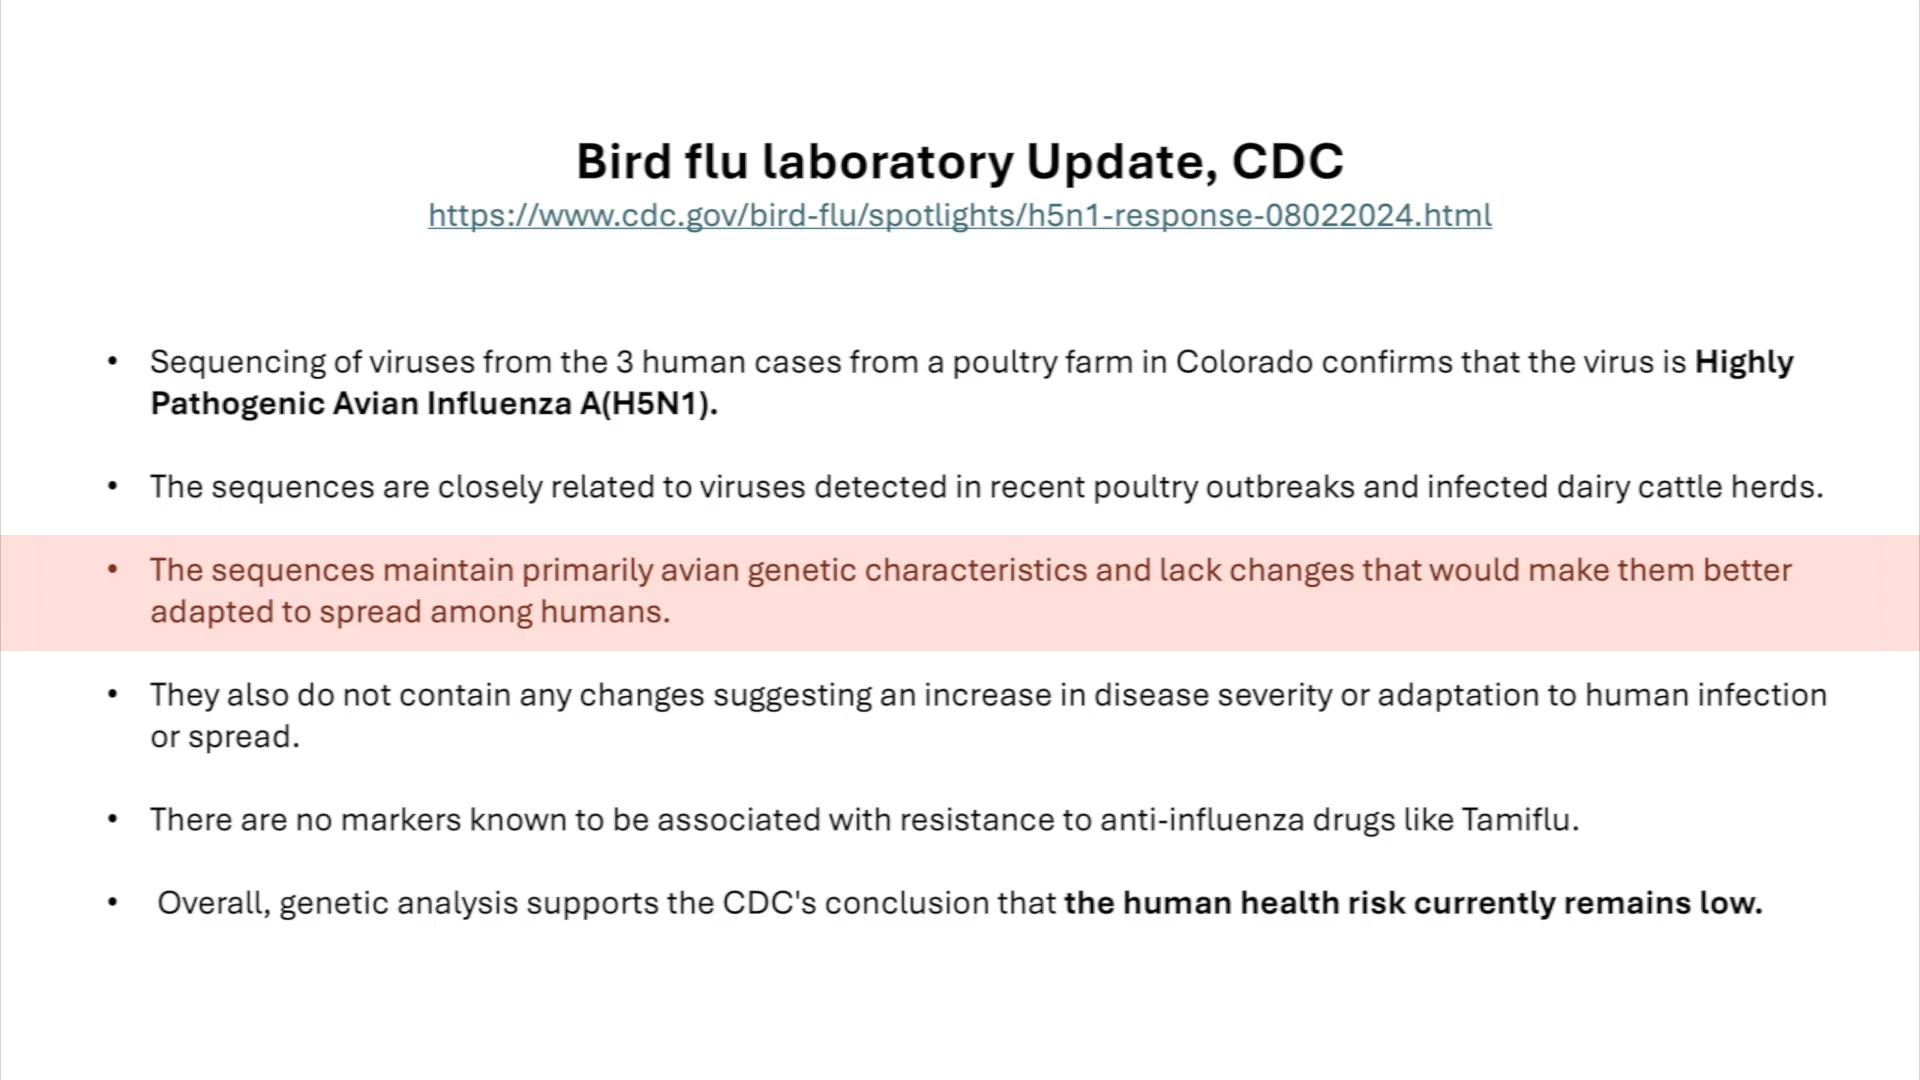 Bird flu laboratory Update, CDC
https://www.cdc.gov/bird-flu/spotlights/h5n1-response-08022024.html
• Sequencing of viruses from the 3 human cases from a poultry farm in Colorado confirms that the virus is Highly
Pathogenic Avian Influenza A(H5N1).
• The sequences are closely related to viruses detected in recent poultry outbreaks and infected dairy cattle herds.
• The sequences maintain primarily avian genetic characteristics and lack changes that would make them better
adapted to spread among humans.
• They also do not contain any changes suggesting an increase in disease severity or adaptation to human infection
or spread.
• There are no markers known to be associated with resistance to anti-influenza drugs like Tamiflu.
• Overall, genetic analysis supports the CDC's conclusion that the human health risk currently remains low.